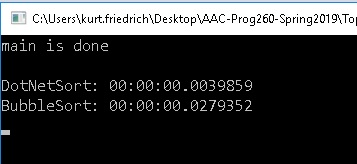 C:\Users\kurt.friedrich\Desktop\AAC-Prog260-Spring2019\Top
main is done
DotNetSort: 00:00:00.0039859
BubbleSort: 00:00:00.0279352